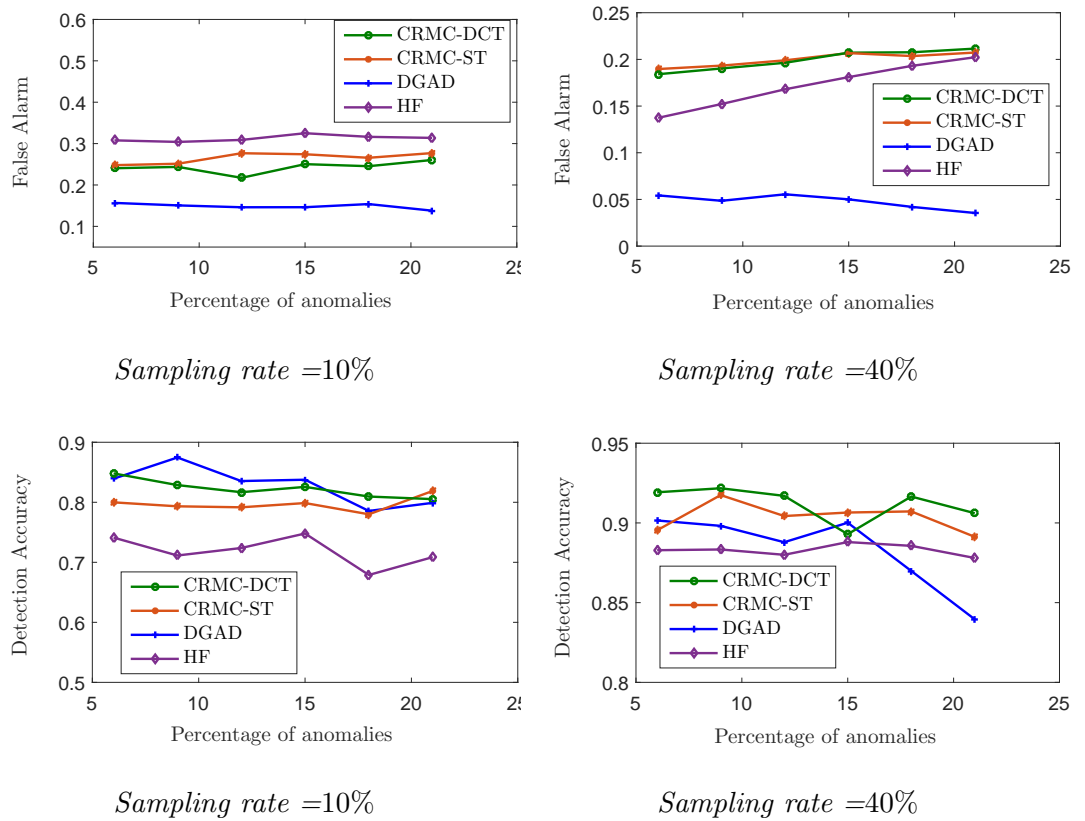 0.6
0.5
0.4
0.3
0.2
0.1
False Alarm
CRMC-DCT
CRMC-ST
DGAD
HF
5 10 15 20 25
Percentage of anomalies
Sampling rate =10%
0.25
0.2
0.15
0.1
0.05
0
False Alarm
CRMC-DCT
CRMC-ST
DGAD
HF
5 10 15 20 25
Percentage of anomalies
Sampling rate =40%
0.9
0.8
0.7
0.6
0.5
Detection Accuracy
CRMC-DCT
CRMC-ST
DGAD
HF
5 10 15 20 25
Percentage of anomalies
Sampling rate =10%
0.95
0.9
0.85
0.8
Detection Accuracy
CRMC-DCT
CRMC-ST
DGAD
HF
5 10 15 20 25
Percentage of anomalies
Sampling rate =40%